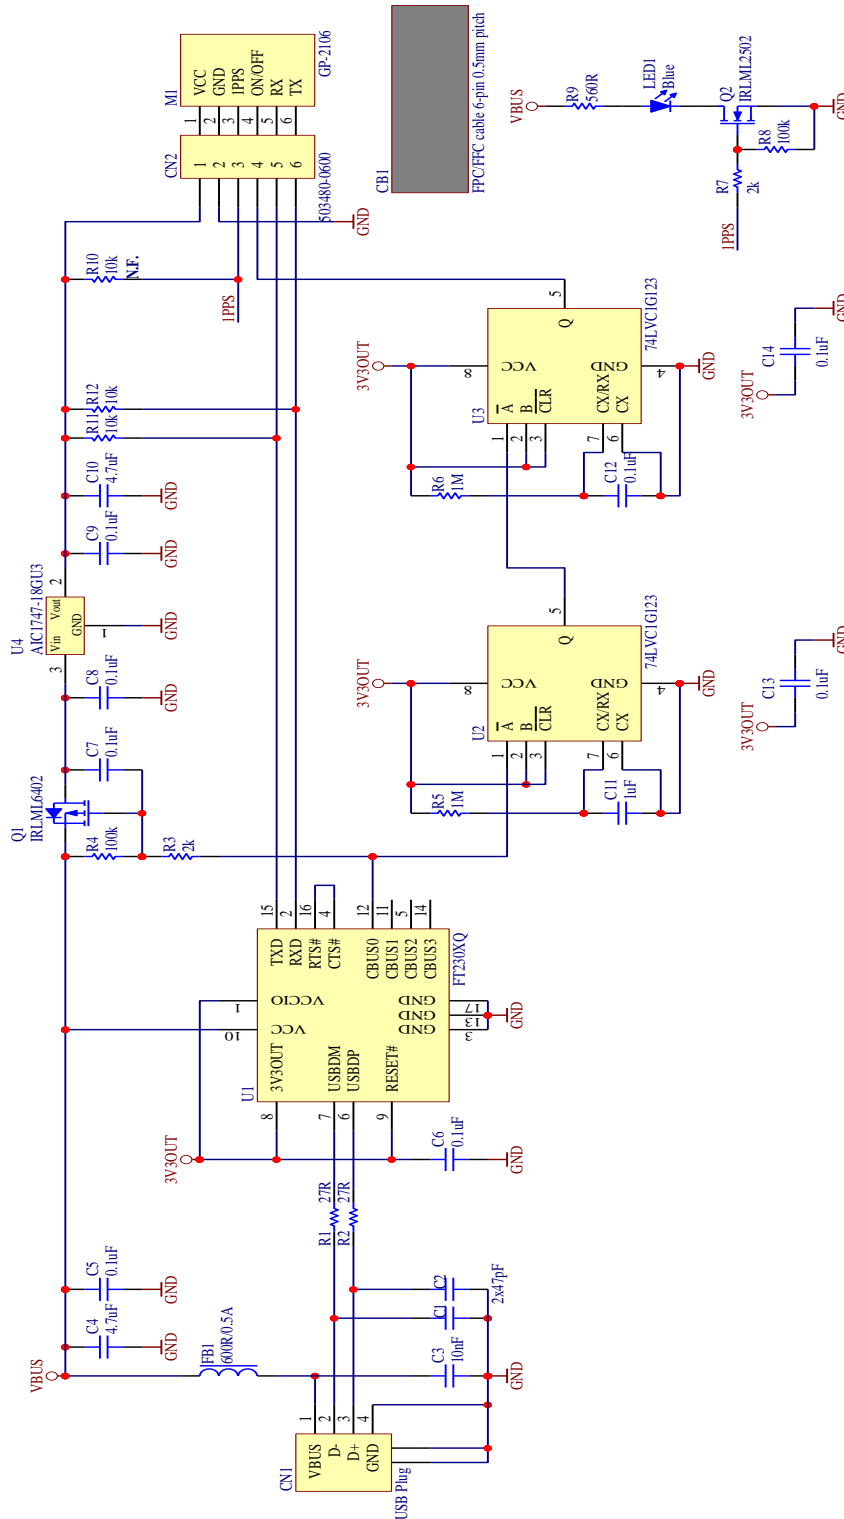 CN1
USB Plug
VBUS
D-
D+
GND
1
2
3
4
VBUS
FB1
600R/0.5A
C4
4.7uF
GND
C5
0.1uF
GND
C3
10nF
C1
C2
2x47pF
GND
R1
27R
R2
27R
3V3OUT
C6
0.1uF
GND
U1
FT230XQ
3V3OUT
USBDM
USBDP
RESET#
8
7
6
9
VCC
VCCIO
10
1
GND
GND
GND
3
13
17
GND
TXD
RXD
RTS#
CTS#
CBUS0
CBUS1
CBUS2
CBUS3
15
2
16
4
12
11
5
14
Q1
IRLML6402
R4
100k
R3
2k
C7
0.1uF
C8
0.1uF
GND
U4
AIC1747-18GU3
Vin
Vout
GND
3
2
1
GND
C9
0.1uF
GND
C10
4.7uF
GND
R11
10k
R12
10k
R10
10k
N.F.
1PPS
GND
CN2
503480-0600
1
2
3
4
5
6
1
2
3
4
5
6
M1
GP-2106
VCC
GND
1PPS
ON/OFF
RX
TX
CB1
FPC/FFC cable 6-pin 0.5mm pitch
3V3OUT
R5
1M
C11
1uF
U2
74LVC1G123
A
B
CLR
CX/RX
CX
VCC
GND
Q
1
2
3
7
6
8
4
5
GND
3V3OUT
R6
1M
C12
0.1uF
U3
74LVC1G123
A
B
CLR
CX/RX
CX
VCC
GND
Q
1
2
3
7
6
8
4
5
GND
3V3OUT
C13
0.1uF
GND
3V3OUT
C14
0.1uF
GND
VBUS
R9
560R
LED1
Blue
Q2
IRLML2502
R8
100k
R7
2k
1PPS
GND